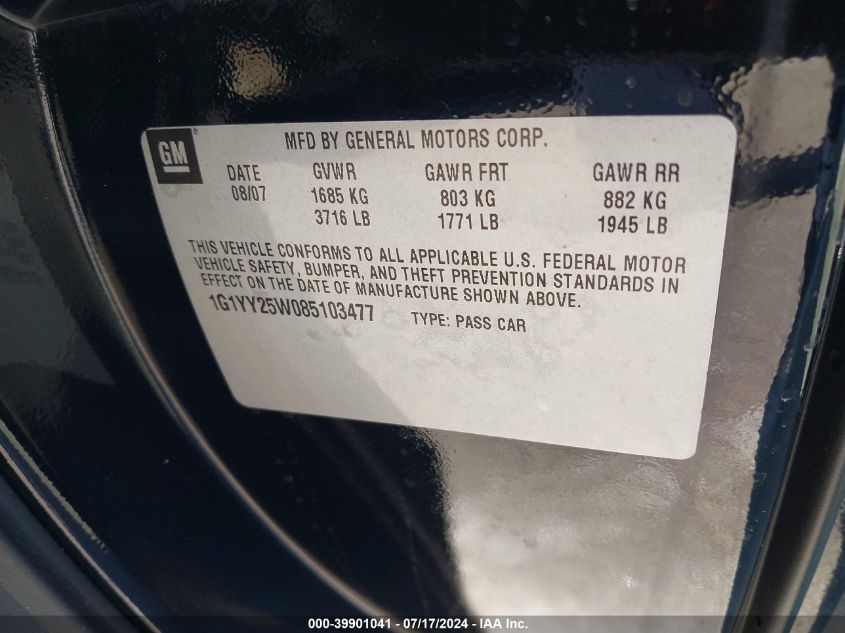 GM ®
MFD BY GENERAL MOTORS CORP.
DATE GVWR GAWR FRT GAWR RR
08/07 1685 KG 803 KG 882 KG
3716 LB 1771 LB 1945 LB
THIS VEHICLE CONFORMS TO ALL APPLICABLE U.S. FEDERAL MOTOR
VEHICLE SAFETY, BUMPER, AND THEFT PREVENTION STANDARDS IN
EFFECT ON THE DATE OF MANUFACTURE SHOWN ABOVE.
1G1YY25W085103477 TYPE: PASS CAR
000-39901041 - 07/17/2024 - IAA Inc.